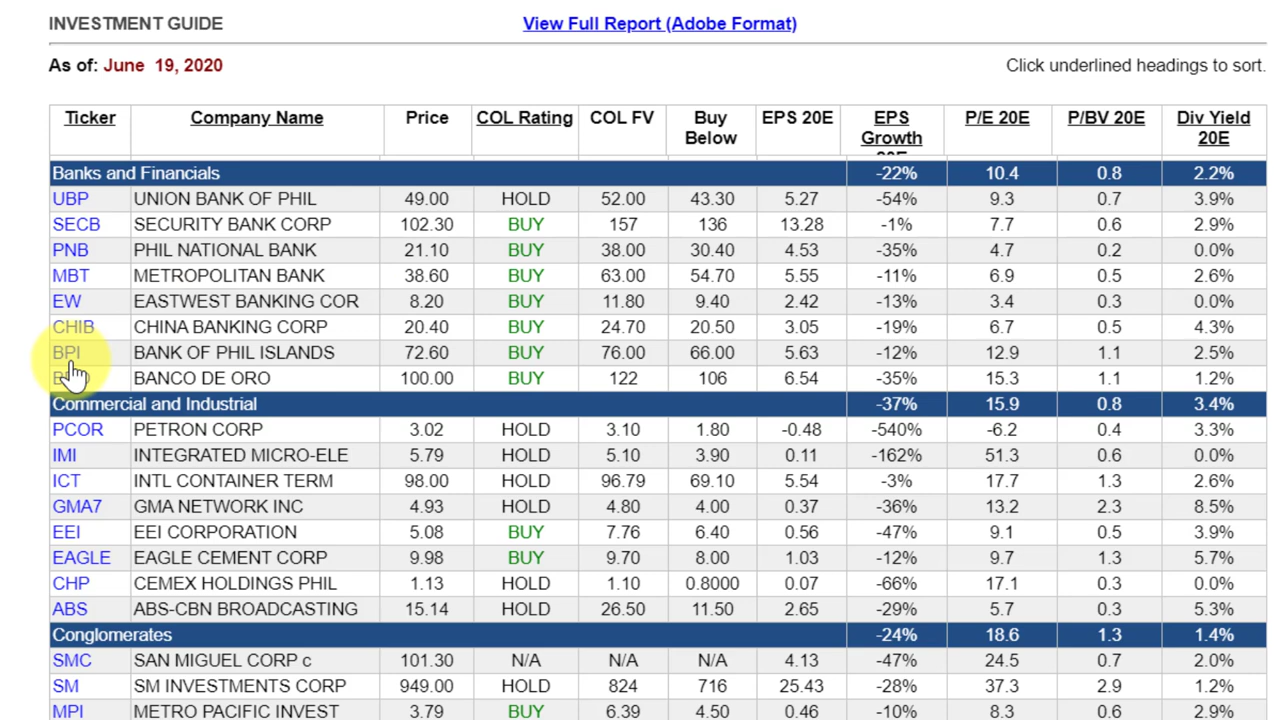 INVESTMENT GUIDE View Full Report (Adobe Format)
As of: June 19, 2020 Click underlined headings to sort.
Ticker Company Name Price COL Rating COL FV Buy Below EPS 20E EPS Growth 20E P/E 20E P/BV 20E Div Yield 20E
Banks and Financials -22% 10.4 0.8 2.2%
UBP UNION BANK OF PHIL 49.00 HOLD 52.00 43.30 5.27 -54% 9.3 0.7 3.9%
SECB SECURITY BANK CORP 102.30 BUY 157 136 13.28 -1% 7.7 0.6 2.9%
PNB PHIL NATIONAL BANK 21.10 BUY 38.00 30.40 4.53 -35% 4.7 0.2 0.0%
MBT METROPOLITAN BANK 38.60 BUY 63.00 54.70 5.55 -11% 6.9 0.5 2.6%
EW EASTWEST BANKING COR 8.20 BUY 11.80 9.40 2.42 -13% 3.4 0.3 0.0%
CHIB CHINA BANKING CORP 20.40 BUY 24.70 20.50 3.05 -19% 6.7 0.5 4.3%
BPI BANK OF PHIL ISLANDS 72.60 BUY 76.00 66.00 5.63 -12% 12.9 1.1 2.5%
BANCO DE ORO 100.00 BUY 122 106 6.54 -35% 15.3 1.1 1.2%
Commercial and Industrial -37% 15.9 0.8 3.4%
PCOR PETRON CORP 3.02 HOLD 3.10 1.80 -0.48 -540% -6.2 0.4 3.3%
IMI INTEGRATED MICRO-ELE 5.79 HOLD 5.10 3.90 0.11 -162% 51.3 0.6 0.0%
ICT INTL CONTAINER TERM 98.00 HOLD 96.79 69.10 5.54 -3% 17.7 1.3 2.6%
GMA7 GMA NETWORK INC 4.93 HOLD 4.80 4.00 0.37 -36% 13.2 2.3 8.5%
EEI EEI CORPORATION 5.08 BUY 7.76 6.40 0.56 -47% 9.1 0.5 3.9%
EAGLE EAGLE CEMENT CORP 9.98 BUY 9.70 8.00 1.03 -12% 9.7 1.3 5.7%
CHP CEMEX HOLDINGS PHIL 1.13 HOLD 1.10 0.8000 0.07 -66% 17.1 0.3 0.0%
ABS ABS-CBN BROADCASTING 15.14 HOLD 26.50 11.50 2.65 -29% 5.7 0.3 5.3%
Conglomerates -24% 18.6 1.3 1.4%
SMC SAN MIGUEL CORP c 101.30 N/A N/A N/A 4.13 -47% 24.5 0.7 2.0%
SM SM INVESTMENTS CORP 949.00 HOLD 824 716 25.43 -28% 37.3 2.9 1.2%
MPI METRO PACIFIC INVEST 3.79 BUY 6.39 4.50 0.46 -10% 8.3 0.6 2.9%